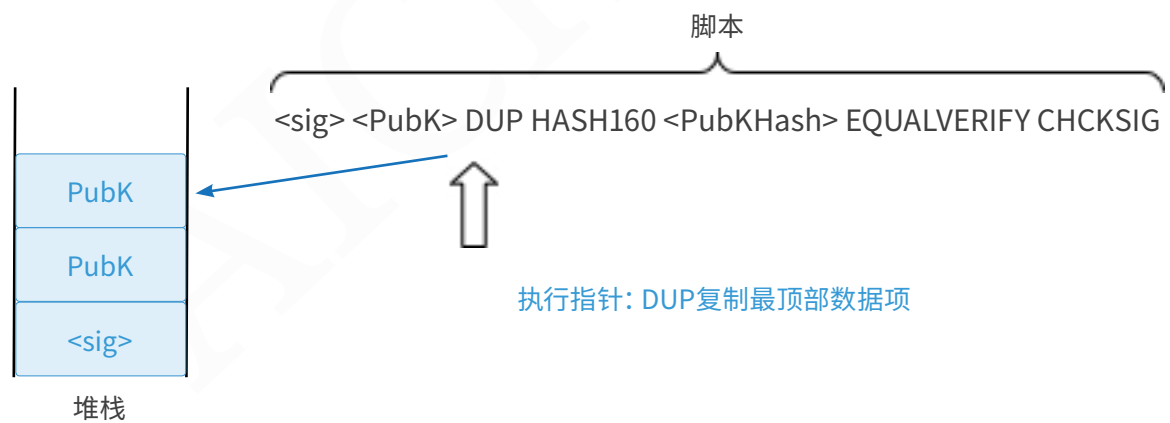 脚本
<sig> <PubK> DUP HASH160 <PubKHash> EQUALVERIFY CHCKSIG
PubK
PubK
<sig>
执行指针: DUP复制最顶部数据项
堆栈